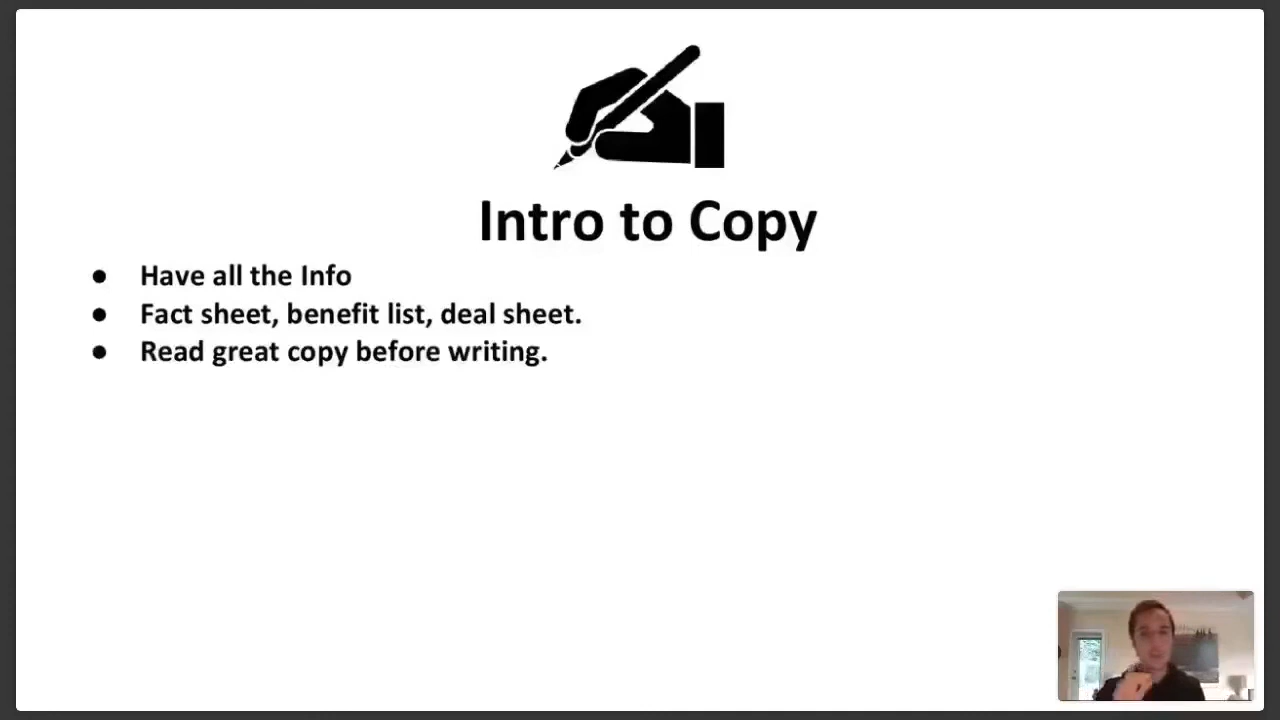 Intro to Copy
● Have all the Info
● Fact sheet, benefit list, deal sheet.
● Read great copy before writing.